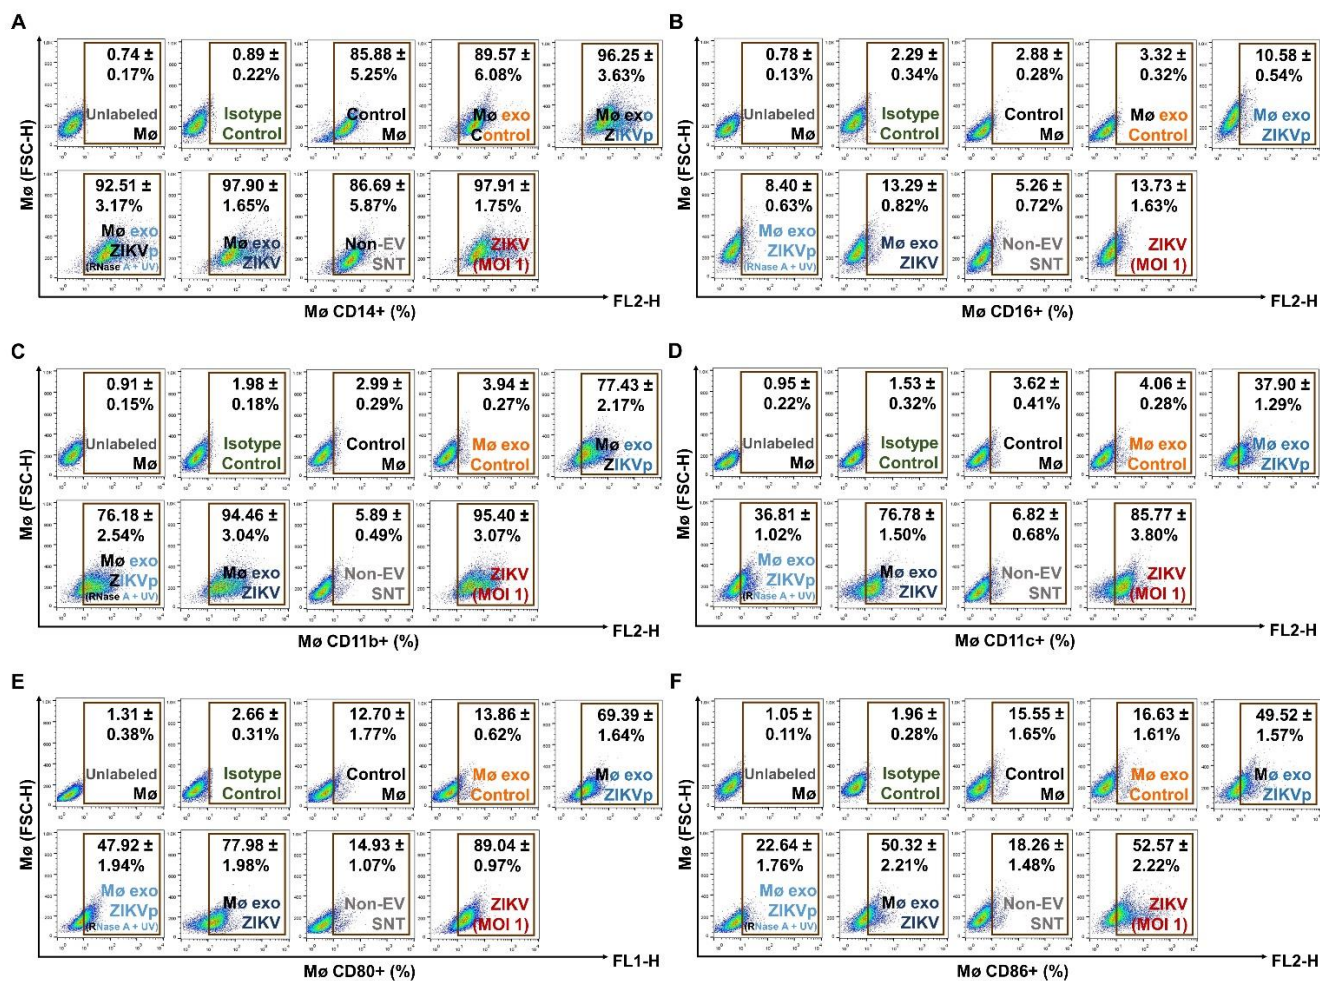 A
Mø (FSC-H)
0.74 ±
0.17%
Unlabeled
Mø
0.89 ±
0.22%
Isotype
Control
85.88 ±
5.25%
Control
Mø
89.57 ±
6.08%
Mø exo
Control
96.25 ±
3.63%
Mø exo
ZIKVp
92.51 ±
3.17%
Mø exo
ZIKVp
(RNase A + UV)
97.90 ±
1.65%
Mø exo
ZIKV
86.69 ±
5.87%
Non-EV
SNT
97.91 ±
1.75%
ZIKV
(MOI 1)
FL2-H
Mø CD14+ (%)
B
Mø (FSC-H)
0.78 ±
0.13%
Unlabeled
Mø
2.29 ±
0.34%
Isotype
Control
2.88 ±
0.28%
Control
Mø
3.32 ±
0.32%
Mø exo
Control
10.58 ±
0.54%
Mø exo
ZIKVp
8.40 ±
0.63%
Mø exo
ZIKVp
(RNase A + UV)
13.29 ±
0.82%
Mø exo
ZIKV
5.26 ±
0.72%
Non-EV
SNT
13.73 ±
1.63%
ZIKV
(MOI 1)
FL2-H
Mø CD16+ (%)
C
Mø (FSC-H)
0.91 ±
0.15%
Unlabeled
Mø
1.98 ±
0.18%
Isotype
Control
2.99 ±
0.29%
Control
Mø
3.94 ±
0.27%
Mø exo
Control
77.43 ±
2.17%
Mø exo
ZIKVp
76.18 ±
2.54%
Mø exo
ZIKVp
(RNase A + UV)
94.46 ±
3.04%
Mø exo
ZIKV
5.89 ±
0.49%
Non-EV
SNT
95.40 ±
3.07%
ZIKV
(MOI 1)
FL2-H
Mø CD11b+ (%)
D
Mø (FSC-H)
0.95 ±
0.22%
Unlabeled
Mø
1.53 ±
0.32%
Isotype
Control
3.62 ±
0.41%
Control
Mø
4.06 ±
0.28%
Mø exo
Control
37.90 ±
1.29%
Mø exo
ZIKVp
36.81 ±
1.02%
Mø exo
ZIKVp
(RNase A + UV)
76.78 ±
1.50%
Mø exo
ZIKV
6.82 ±
0.68%
Non-EV
SNT
85.77 ±
3.80%
ZIKV
(MOI 1)
FL2-H
Mø CD11c+ (%)
E
Mø (FSC-H)
1.31 ±
0.38%
Unlabeled
Mø
2.66 ±
0.31%
Isotype
Control
12.70 ±
1.77%
Control
Mø
13.86 ±
0.62%
Mø exo
Control
69.39 ±
1.64%
Mø exo
ZIKVp
47.92 ±
1.94%
Mø exo
ZIKVp
(RNase A + UV)
77.98 ±
1.98%
Mø exo
ZIKV
14.93 ±
1.07%
Non-EV
SNT
89.04 ±
0.97%
ZIKV
(MOI 1)
FL1-H
Mø CD80+ (%)
F
Mø (FSC-H)
1.05 ±
0.11%
Unlabeled
Mø
1.96 ±
0.28%
Isotype
Control
15.55 ±
1.65%
Control
Mø
16.63 ±
1.61%
Mø exo
Control
49.52 ±
1.57%
Mø exo
ZIKVp
22.64 ±
1.76%
Mø exo
ZIKVp
(RNase A + UV)
50.32 ±
2.21%
Mø exo
ZIKV
18.26 ±
1.48%
Non-EV
SNT
52.57 ±
2.22%
ZIKV
(MOI 1)
FL2-H
Mø CD86+ (%)